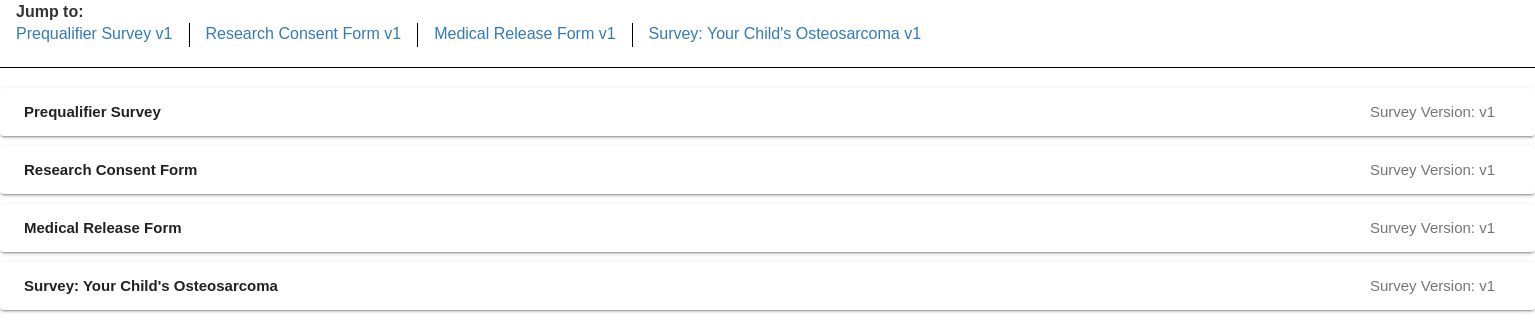 Jump to:
Prequalifier Survey v1 Research Consent Form v1 Medical Release Form v1 Survey: Your Child's Osteosarcoma v1
Prequalifier Survey Survey Version: v1
Research Consent Form Survey Version: v1
Medical Release Form Survey Version: v1
Survey: Your Child's Osteosarcoma Survey Version: v1